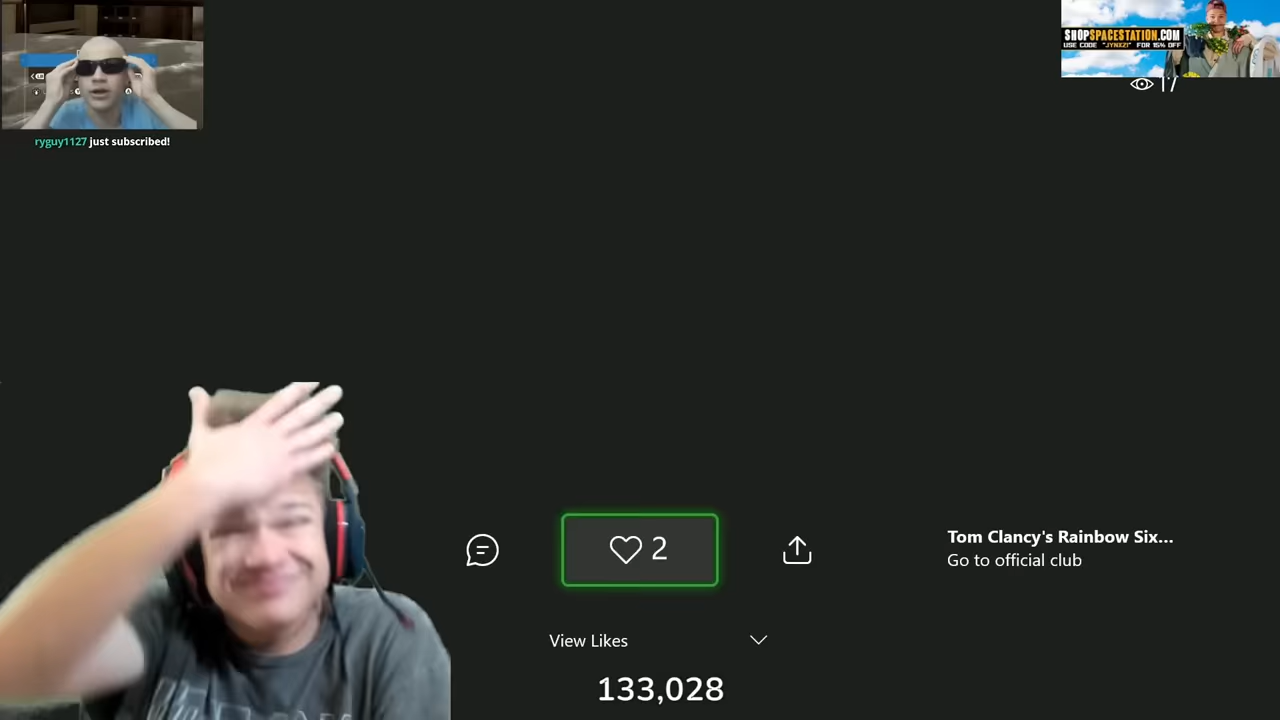 SHOPSPACESTATION.COM
USE CODE "JYNXZI" FOR 15% OFF
17
ryguy1127 just subscribed!
2
Tom Clancy's Rainbow Six...
Go to official club
View Likes
133,028